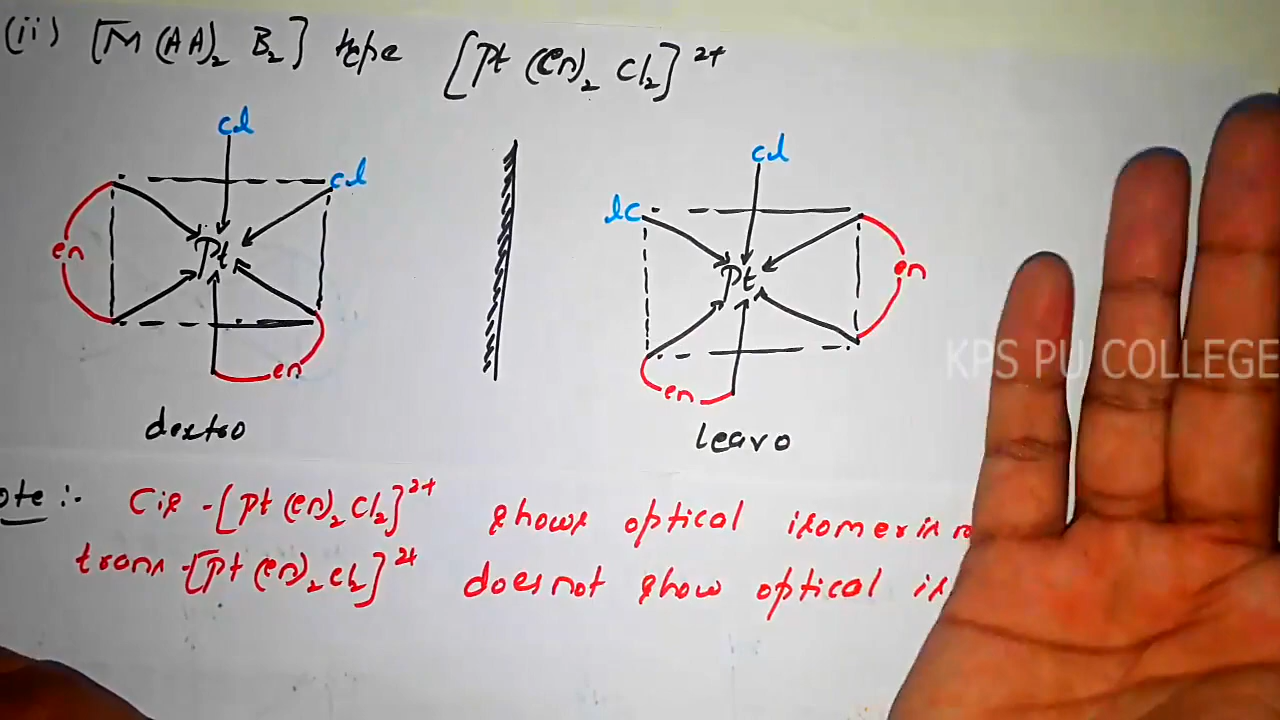 (ii) [M (AA)₂ B₂] type [Pt (en)₂ Cl₂]²⁺
cl
cl
en
Pt
en
dextro
cl
lc
en
Pt
en
leavo
ote :- Cis -[Pt (en)₂ Cl₂]²⁺ shows optical isomeris
trans -[Pt (en)₂ cl₂]²⁺ does not show optical is
KPS PU COLLEGE